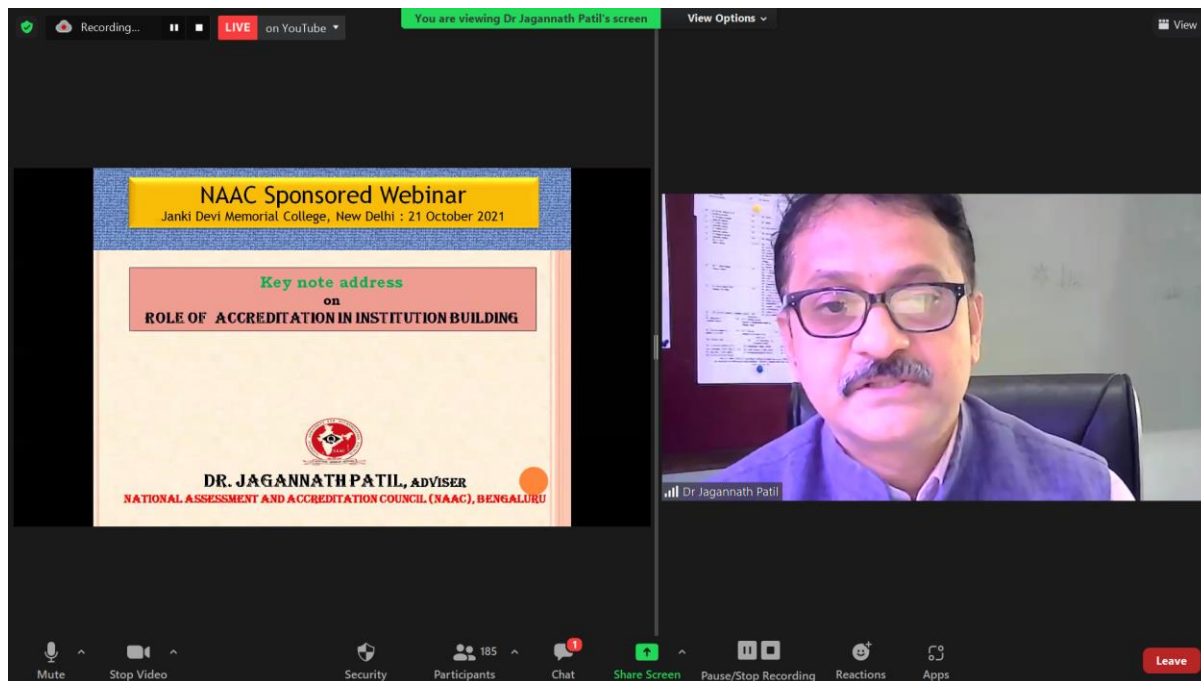 Recording...
LIVE on YouTube
You are viewing Dr Jagannath Patil's screen
View Options
View
NAAC Sponsored Webinar
Janki Devi Memorial College, New Delhi : 21 October 2021
Key note address
on
ROLE OF ACCREDITATION IN INSTITUTION BUILDING
DR. JAGANNATH PATIL, ADVISER
NATIONAL ASSESSMENT AND ACCREDITATION COUNCIL (NAAC), BENGALURU
Dr Jagannath Patil
185
1
Mute
Stop Video
Security
Participants
Chat
Share Screen
Pause/Stop Recording
Reactions
Apps
Leave